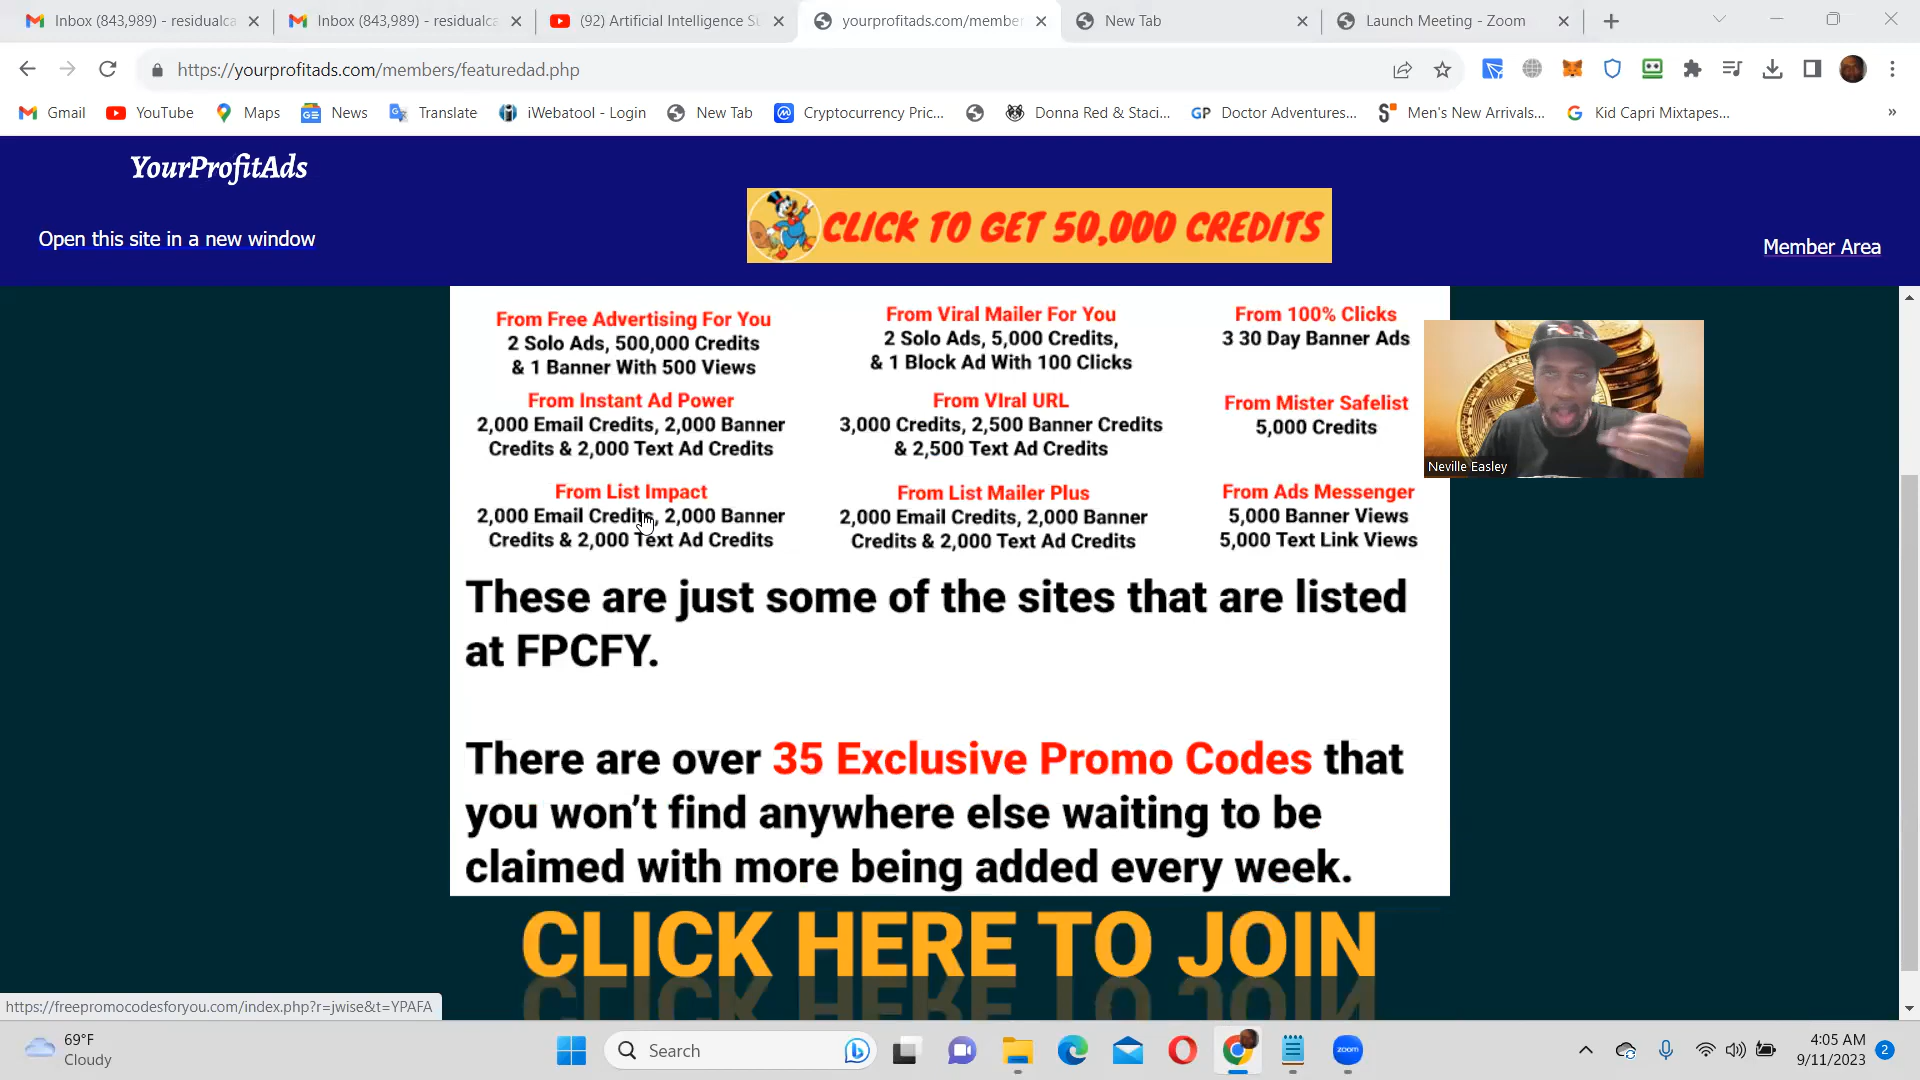 Inbox (843,989) - residualca
Inbox (843,989) - residualca
(92) Artificial Intelligence S
yourprofitads.com/member
New Tab
Launch Meeting - Zoom
https://yourprofitads.com/members/featuredad.php
Gmail
YouTube
Maps
News
Translate
iWebatool - Login
New Tab
Cryptocurrency Pric...
Donna Red & Staci...
GP
Doctor Adventures...
Men's New Arrivals...
Kid Capri Mixtapes...
»
YourProfitAds
CLICK TO GET 50,000 CREDITS
Open this site in a new window
Member Area
From Free Advertising For You
2 Solo Ads, 500,000 Credits
& 1 Banner With 500 Views
From Viral Mailer For You
2 Solo Ads, 5,000 Credits,
& 1 Block Ad With 100 Clicks
From 100% Clicks
3 30 Day Banner Ads
From Instant Ad Power
2,000 Email Credits, 2,000 Banner
Credits & 2,000 Text Ad Credits
From VIral URL
3,000 Credits, 2,500 Banner Credits
& 2,500 Text Ad Credits
From Mister Safelist
5,000 Credits
Neville Easley
From List Impact
2,000 Email Credits, 2,000 Banner
Credits & 2,000 Text Ad Credits
From List Mailer Plus
2,000 Email Credits, 2,000 Banner
Credits & 2,000 Text Ad Credits
From Ads Messenger
5,000 Banner Views
5,000 Text Link Views
These are just some of the sites that are listed
at FPCFY.
There are over 35 Exclusive Promo Codes that
you won't find anywhere else waiting to be
claimed with more being added every week.
CLICK HERE TO JOIN
https://freepromocodesforyou.com/index.php?r=jwise&t=YPAFA
69°F
Cloudy
Search
zoom
4:05 AM
9/11/2023
2